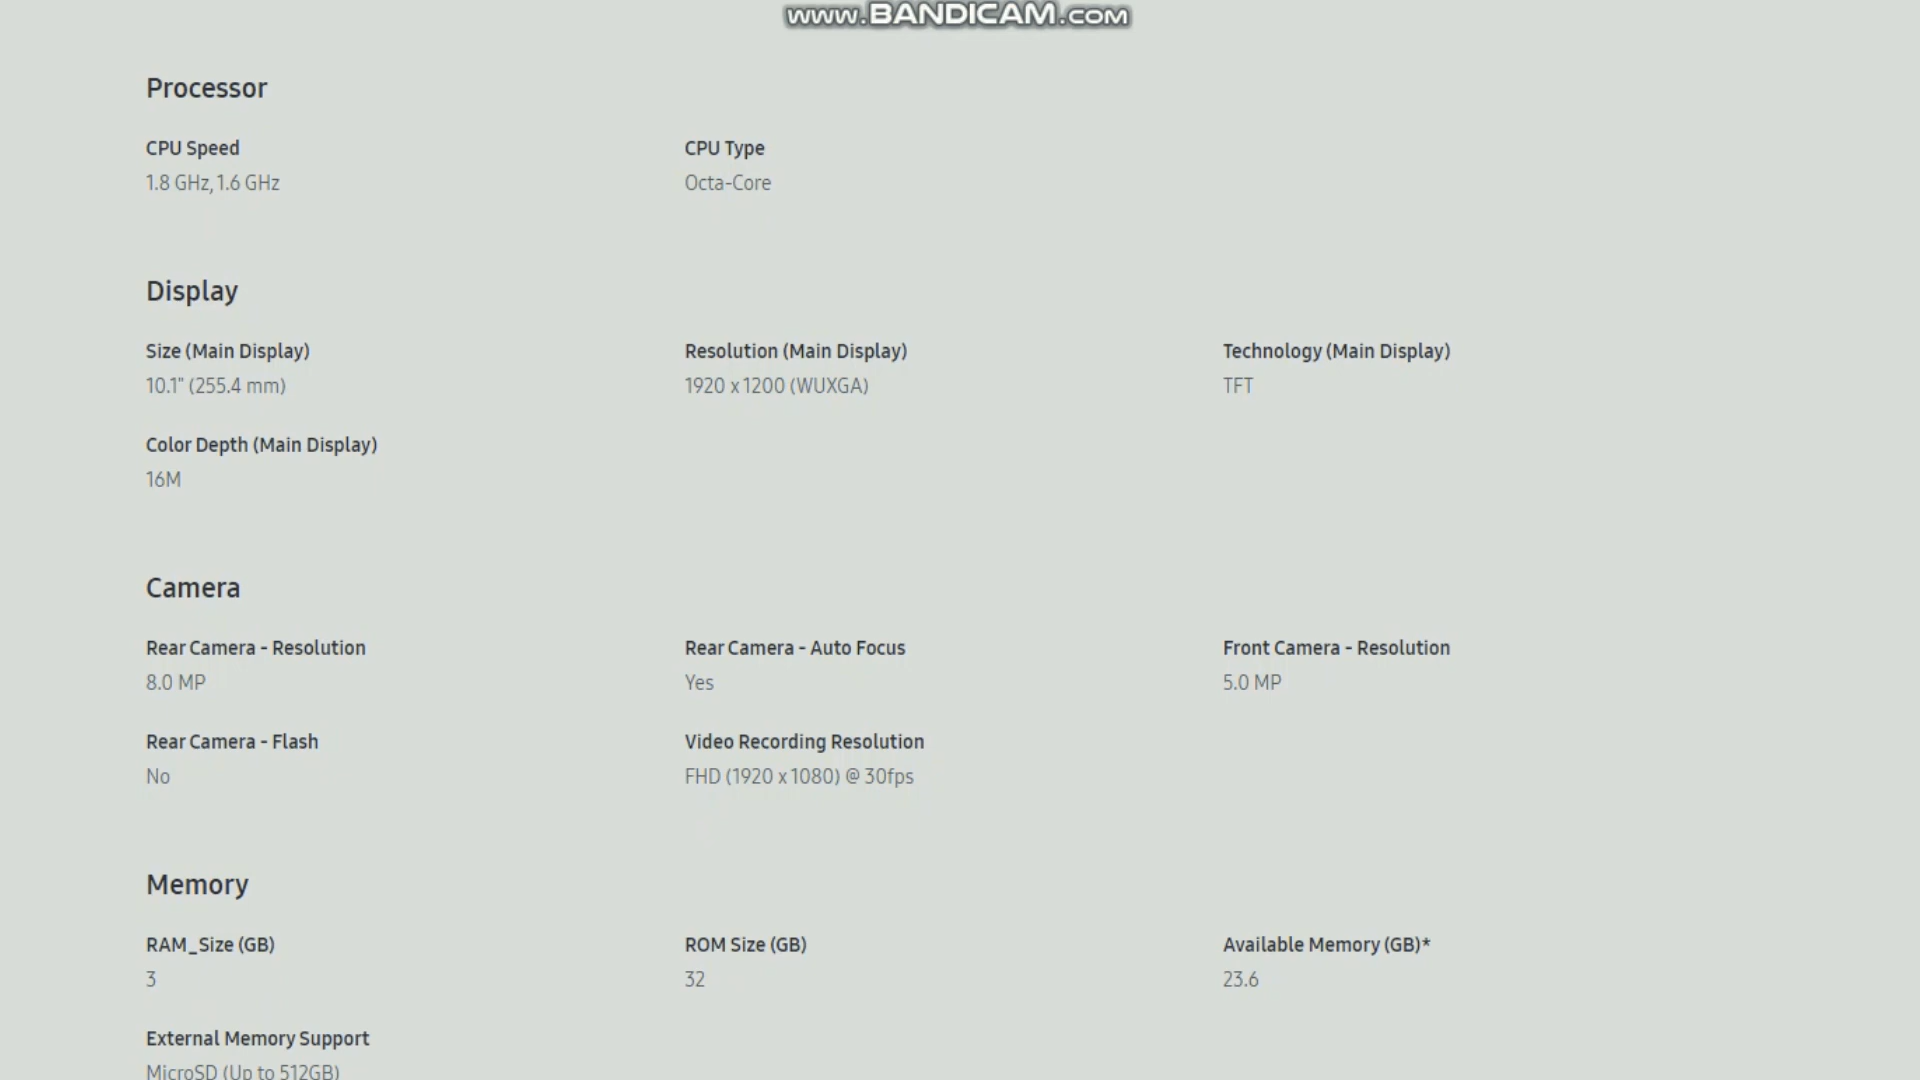 www.BANDICAM.com
Processor
CPU Speed
CPU Type
1.8 GHz, 1.6 GHz
Octa-Core
Display
Size (Main Display)
Resolution (Main Display)
Technology (Main Display)
10.1" (255.4 mm)
1920 x 1200 (WUXGA)
TFT
Color Depth (Main Display)
16M
Camera
Rear Camera - Resolution
Rear Camera - Auto Focus
Front Camera - Resolution
8.0 MP
Yes
5.0 MP
Rear Camera - Flash
Video Recording Resolution
No
FHD (1920 x 1080) @ 30fps
Memory
RAM_Size (GB)
ROM Size (GB)
Available Memory (GB)*
3
32
23.6
External Memory Support
MicroSD (Up to 512GB)